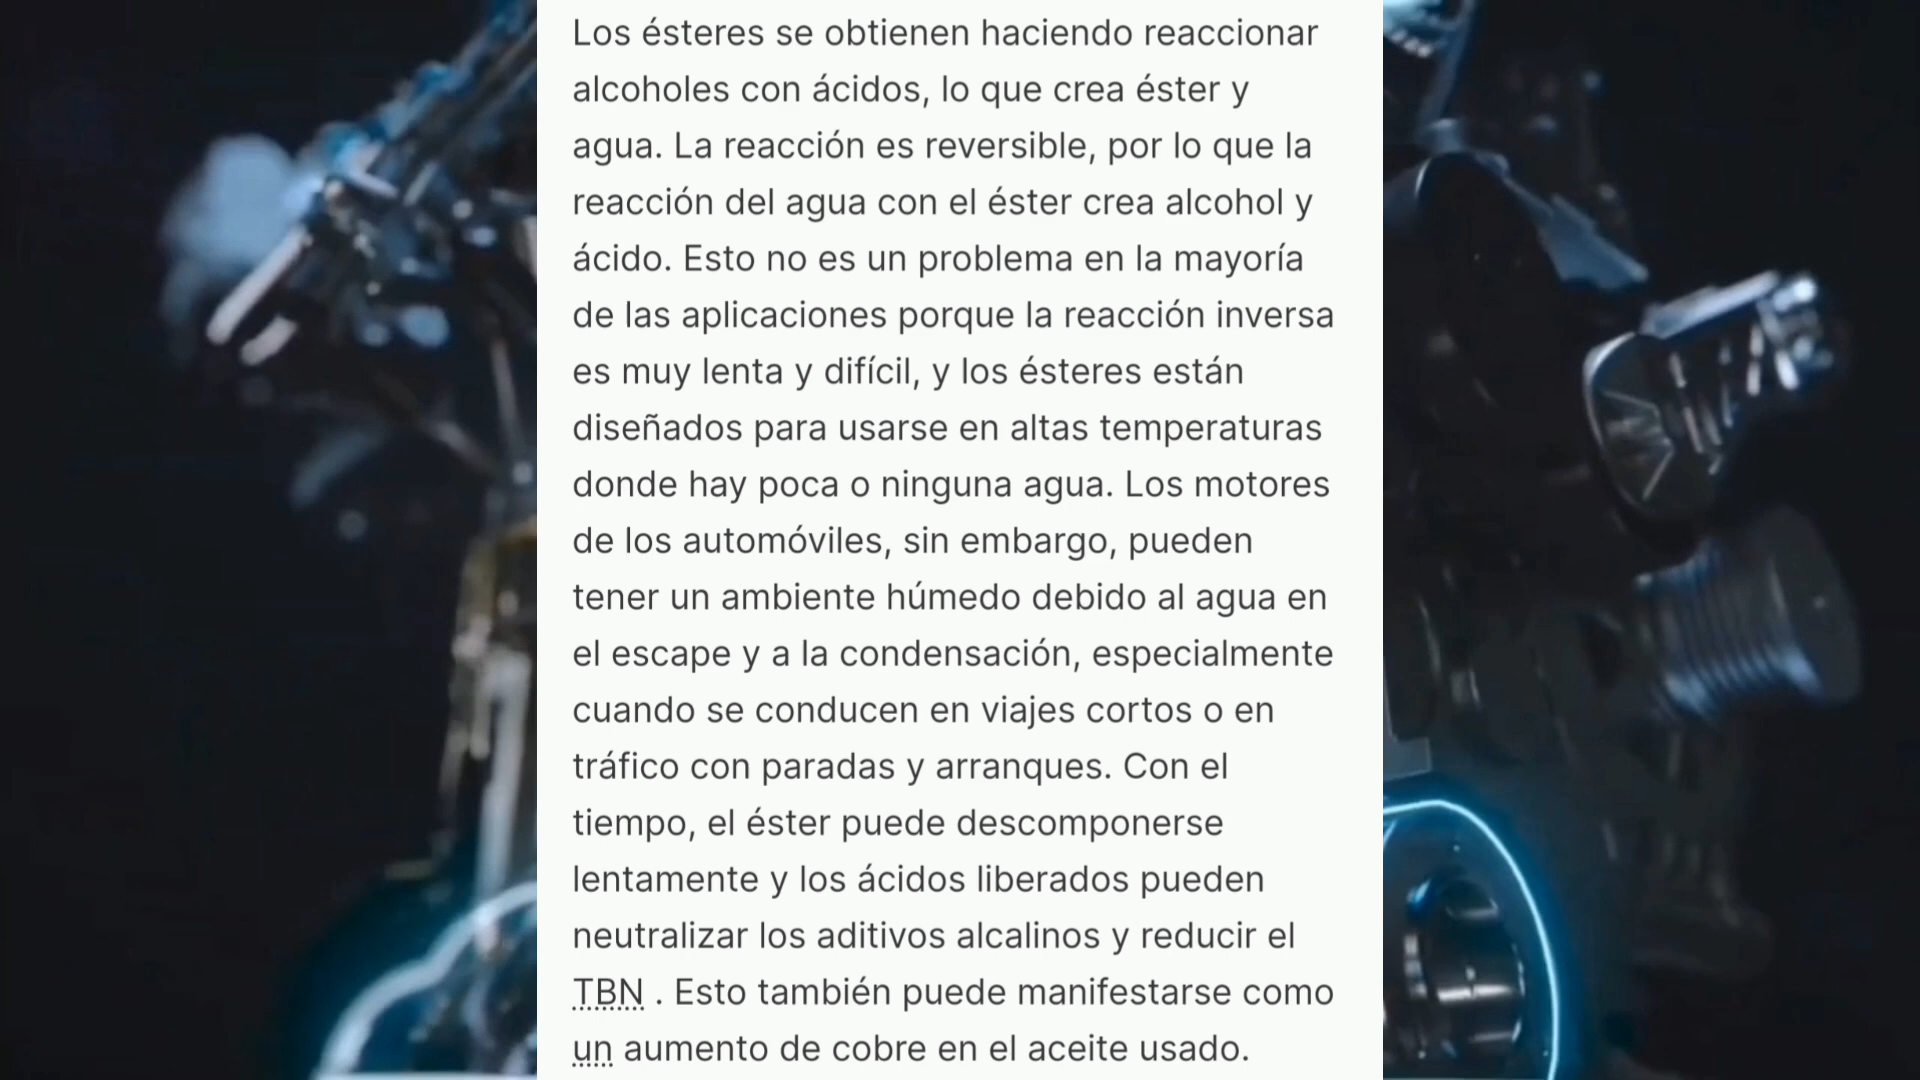 Los ésteres se obtienen haciendo reaccionar
alcoholes con ácidos, lo que crea éster y
agua. La reacción es reversible, por lo que la
reacción del agua con el éster crea alcohol y
ácido. Esto no es un problema en la mayoría
de las aplicaciones porque la reacción inversa
es muy lenta y difícil, y los ésteres están
diseñados para usarse en altas temperaturas
donde hay poca o ninguna agua. Los motores
de los automóviles, sin embargo, pueden
tener un ambiente húmedo debido al agua en
el escape y a la condensación, especialmente
cuando se conducen en viajes cortos o en
tráfico con paradas y arranques. Con el
tiempo, el éster puede descomponerse
lentamente y los ácidos liberados pueden
neutralizar los aditivos alcalinos y reducir el
TBN . Esto también puede manifestarse como
un aumento de cobre en el aceite usado.